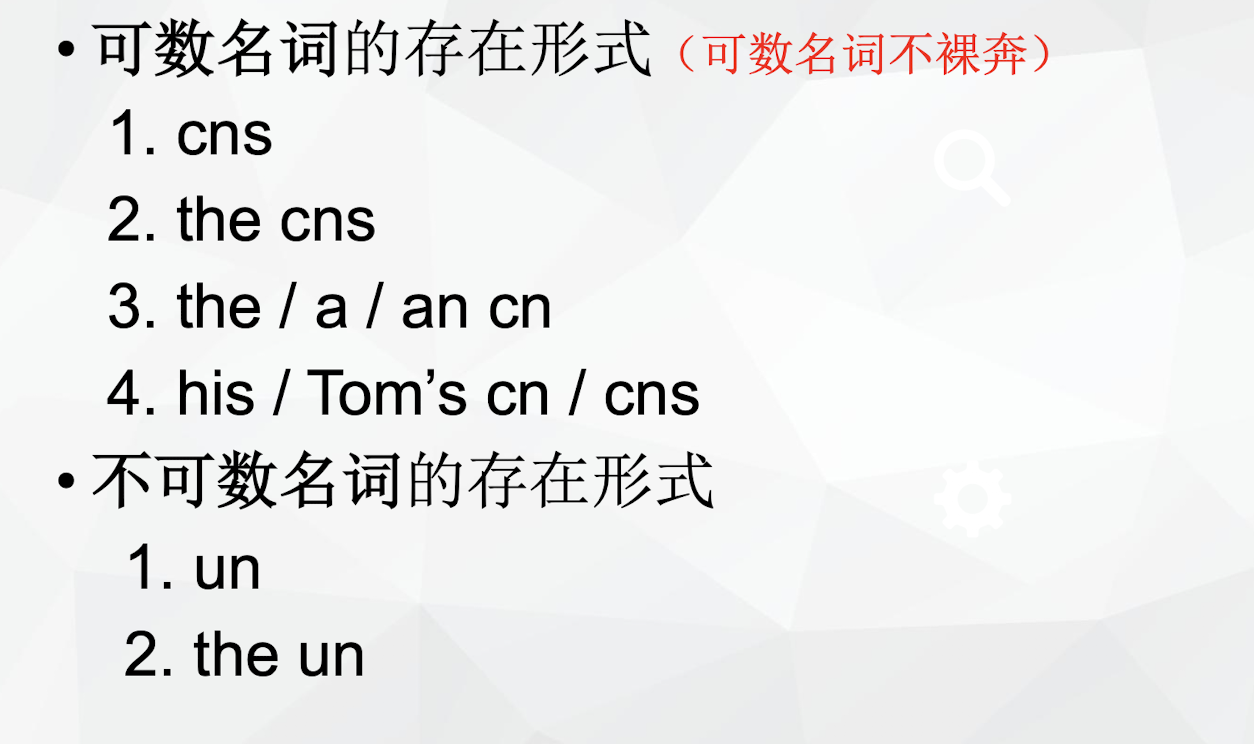 • 可数名词的存在形式（可数名词不裸奔）
1. cns
2. the cns
3. the / a / an cn
4. his / Tom’s cn / cns
• 不可数名词的存在形式
1. un
2. the un